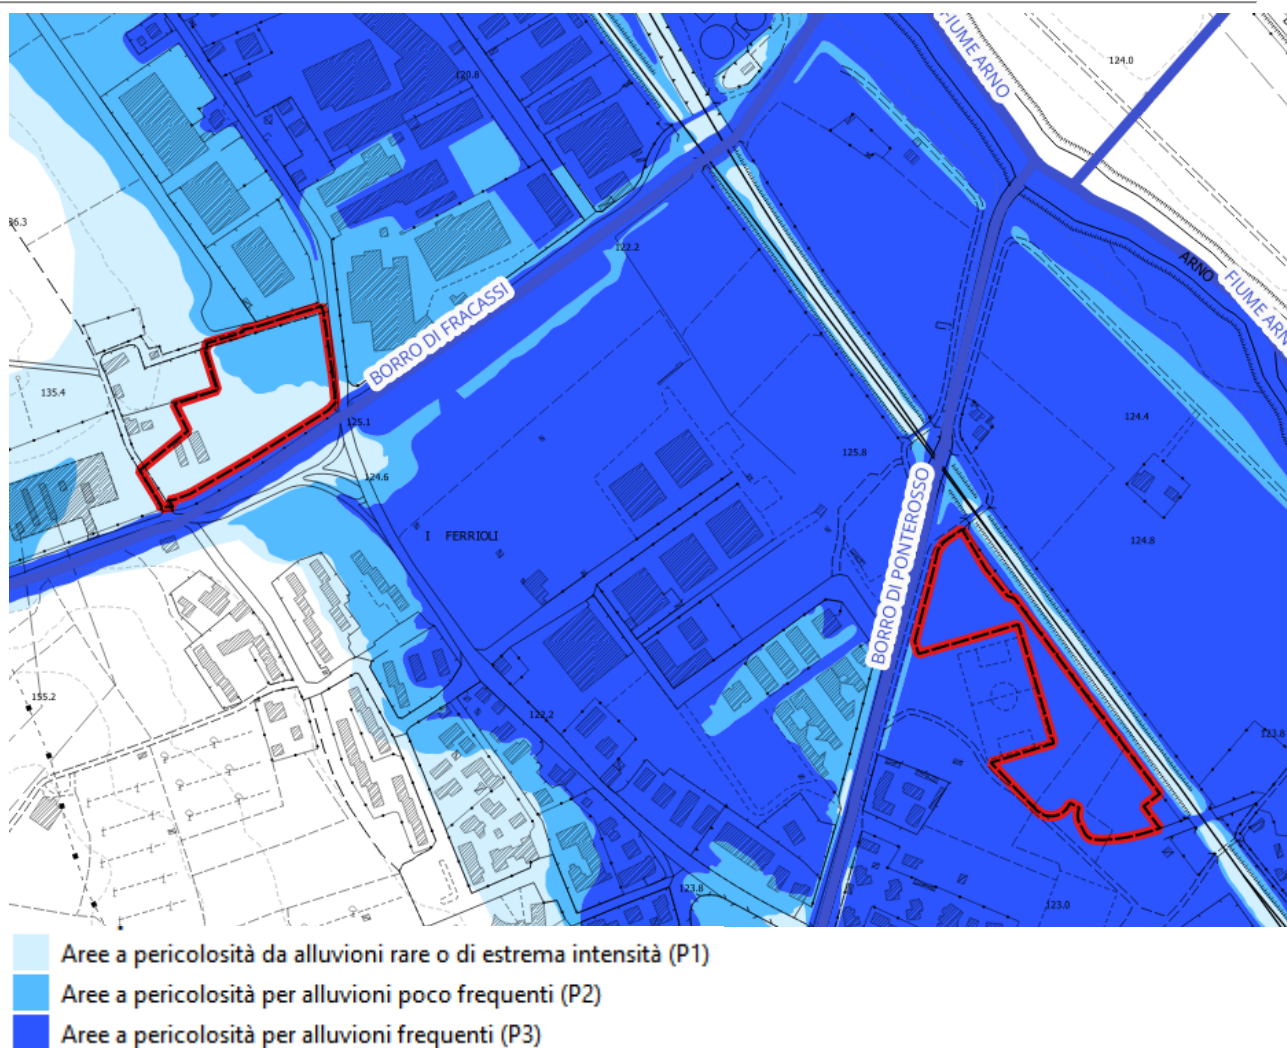 FIUME ARNO
124.0
120.8
36.3
122.2
ARNO
FIUME ARN
BORRO DI FRACASSI
135.4
125.1
124.4
124.6
125.8
I FERRIOLI
BORRO DI PONTEROSSO
124.8
155.2
122.2
123.8
123.8
123.0
Aree a pericolosità da alluvioni rare o di estrema intensità (P1)
Aree a pericolosità per alluvioni poco frequenti (P2)
Aree a pericolosità per alluvioni frequenti (P3)